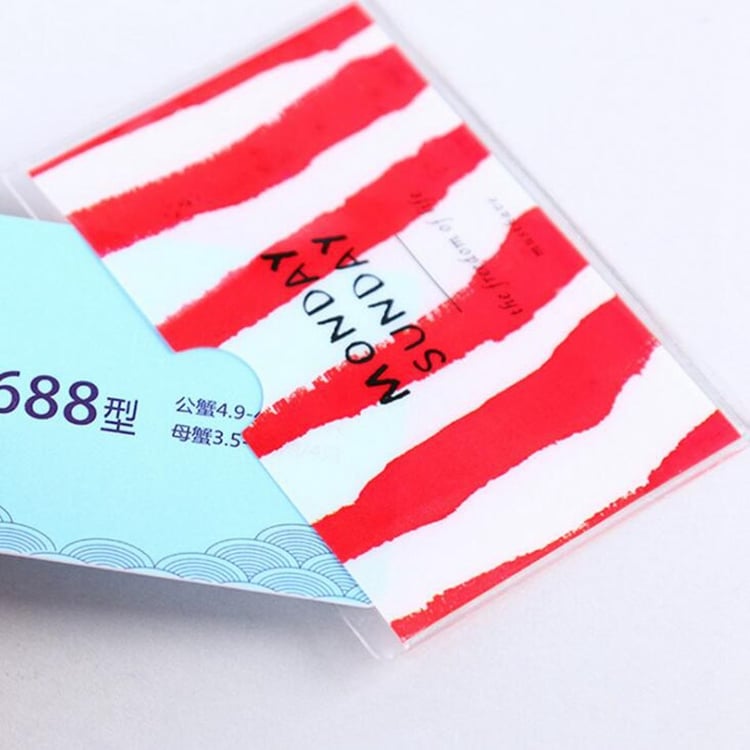 MONDAY
SUNDAY
the freedom of life
688型
公蟹4.9-
母蟹3.5-